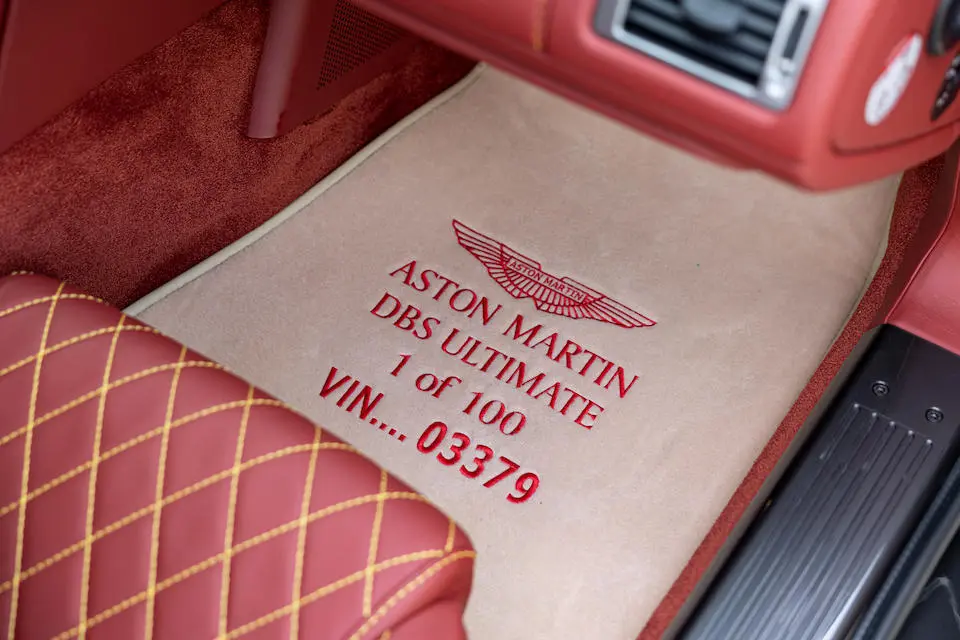 ASTON MARTIN
ASTON MARTIN
DBS ULTIMATE
1 of 100
VIN.... 03379